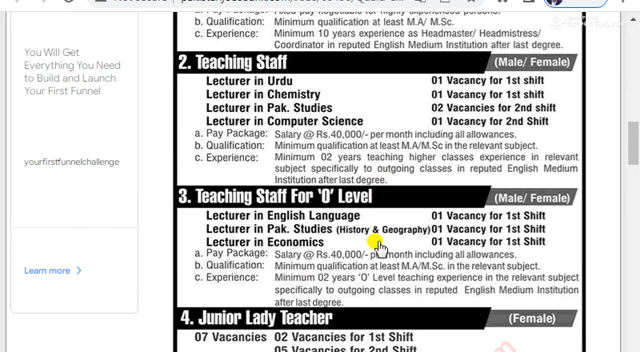 You Will Get
Everything You Need
to Build and Launch
Your First Funnel
yourfirstfunnelchallenge
Learn more
b. Qualification: Minimum qualification at least M.A/ M.Sc.
c. Experience: Minimum 10 years experience as Headmaster/ Headmistress/
Coordinator in reputed English Medium Institution after last degree.
2. Teaching Staff (Male/ Female)
Lecturer in Urdu 01 Vacancy for 1st shift
Lecturer in Chemistry 01 Vacancy for 1st shift
Lecturer in Pak. Studies 02 Vacancies for 2nd shift
Lecturer in Computer Science 01 Vacancy for 2nd Shift
a. Pay Package: Salary @ Rs.40,000/- per month including all allowances.
b. Qualification: Minimum qualification at least M.A/M.Sc in the relevant subject.
c. Experience: Minimum 02 years teaching higher classes experience in relevant
subject specifically to outgoing classes in reputed English Medium
Institution after last degree.
3. Teaching Staff For 'O' Level (Male/ Female)
Lecturer in English Language 01 Vacancy for 1st Shift
Lecturer in Pak. Studies (History & Geography) 01 Vacancy for 1st Shift
Lecturer in Economics 01 Vacancy for 1st Shift
a. Pay Package: Salary @ Rs.40,000/- per month including all allowances.
b. Qualification: Minimum qualification at least M.A/M.Sc. in the relevant subject.
c. Experience: Minimum 02 years 'O' Level teaching experience in the relevant subject
specifically to outgoing classes in reputed English Medium Institution
after last degree.
4. Junior Lady Teacher (Female)
07 Vacancies 02 Vacancies for 1st Shift
05 Vacancies for 2nd Shift